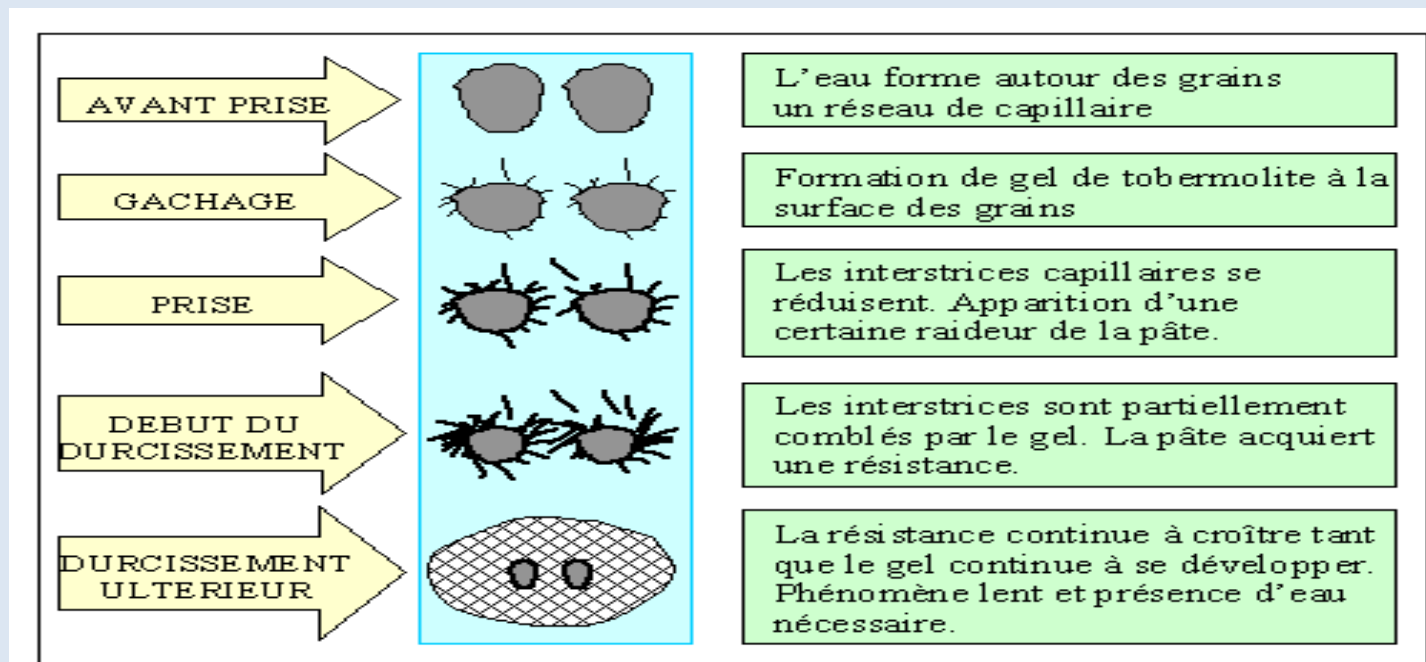 AVANT PRISE
L'eau forme autour des grains
un réseau de capillaire
GACHAGE
Formation de gel de tobermolite à la
surface des grains
PRISE
Les interstrices capillaires se
réduisent. Apparition d'une
certaine raideur de la pâte.
DEBUT DU
DURCISSEMENT
Les interstrices sont partiellement
comblés par le gel. La pâte acquiert
une résistance.
DURCISSEMENT
ULTERIEUR
La résistance continue à croître tant
que le gel continue à se développer.
Phénomène lent et présence d'eau
nécessaire.